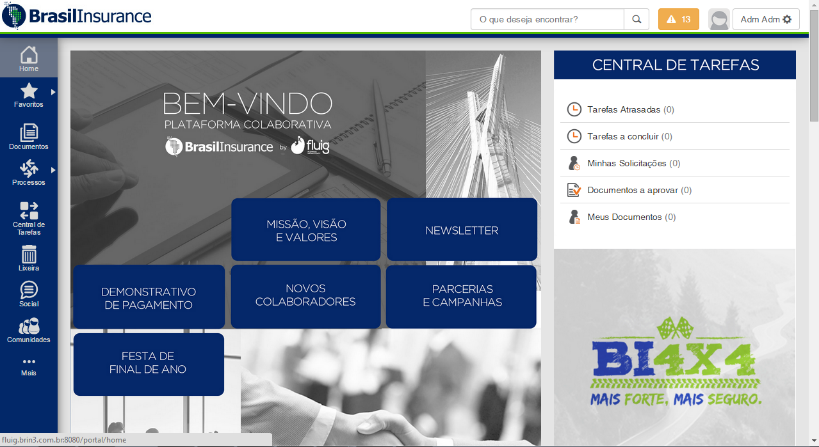 BrasilInsurance
O que deseja encontrar?
13
Adm Adm
Home
Favoritos
Documentos
Processos
Central de
Tarefas
Lixeira
Social
Comunidades
Mais
BEM-VINDO
PLATAFORMA COLABORATIVA
BrasilInsurance by fluig
MISSÃO, VISÃO
E VALORES
NEWSLETTER
DEMONSTRATIVO
DE PAGAMENTO
NOVOS
COLABORADORES
PARCERIAS
E CAMPANHAS
FESTA DE
FINAL DE ANO
CENTRAL DE TAREFAS
Tarefas Atrasadas (0)
Tarefas a concluir (0)
Minhas Solicitações (0)
Documentos a aprovar (0)
Meus Documentos (0)
BI4X4
MAIS FORTE, MAIS SEGURO.
fluig.brin3.com.br:8080/portal/home